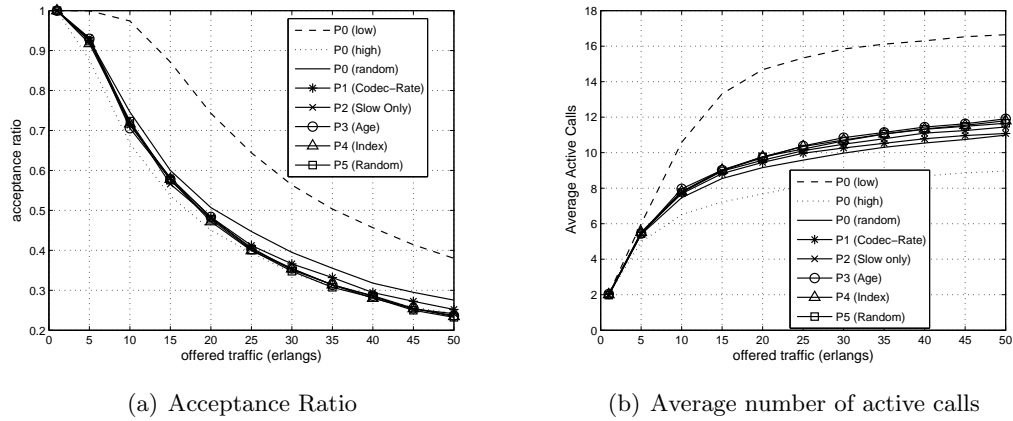 1
0.9
0.8
0.7
0.6
0.5
0.4
0.3
0.2
0 5 10 15 20 25 30 35 40 45 50
acceptance ratio
offered traffic (erlangs)
P0 (low)
P0 (high)
P0 (random)
P1 (Codec−Rate)
P2 (Slow Only)
P3 (Age)
P4 (Index)
P5 (Random)
(a) Acceptance Ratio
18
16
14
12
10
8
6
4
2
0
0 5 10 15 20 25 30 35 40 45 50
Average Active Calls
offered traffic (erlangs)
P0 (low)
P0 (high)
P0 (random)
P1 (Codec−Rate)
P2 (Slow only)
P3 (Age)
P4 (Index)
P5 (Random)
(b) Average number of active calls